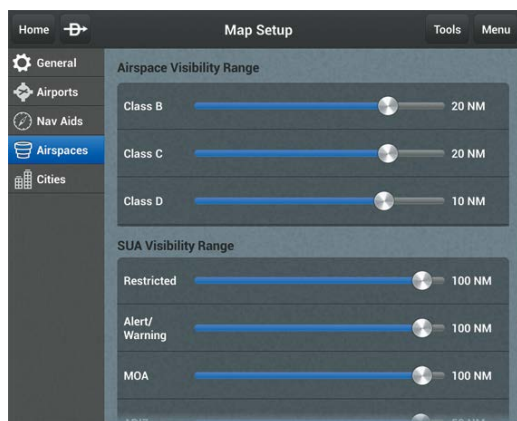 Home
Map Setup
Tools
Menu
General
Airports
Nav Aids
Airspaces
Cities
Airspace Visibility Range
Class B
20 NM
Class C
20 NM
Class D
10 NM
SUA Visibility Range
Restricted
100 NM
Alert/
Warning
100 NM
MOA
100 NM